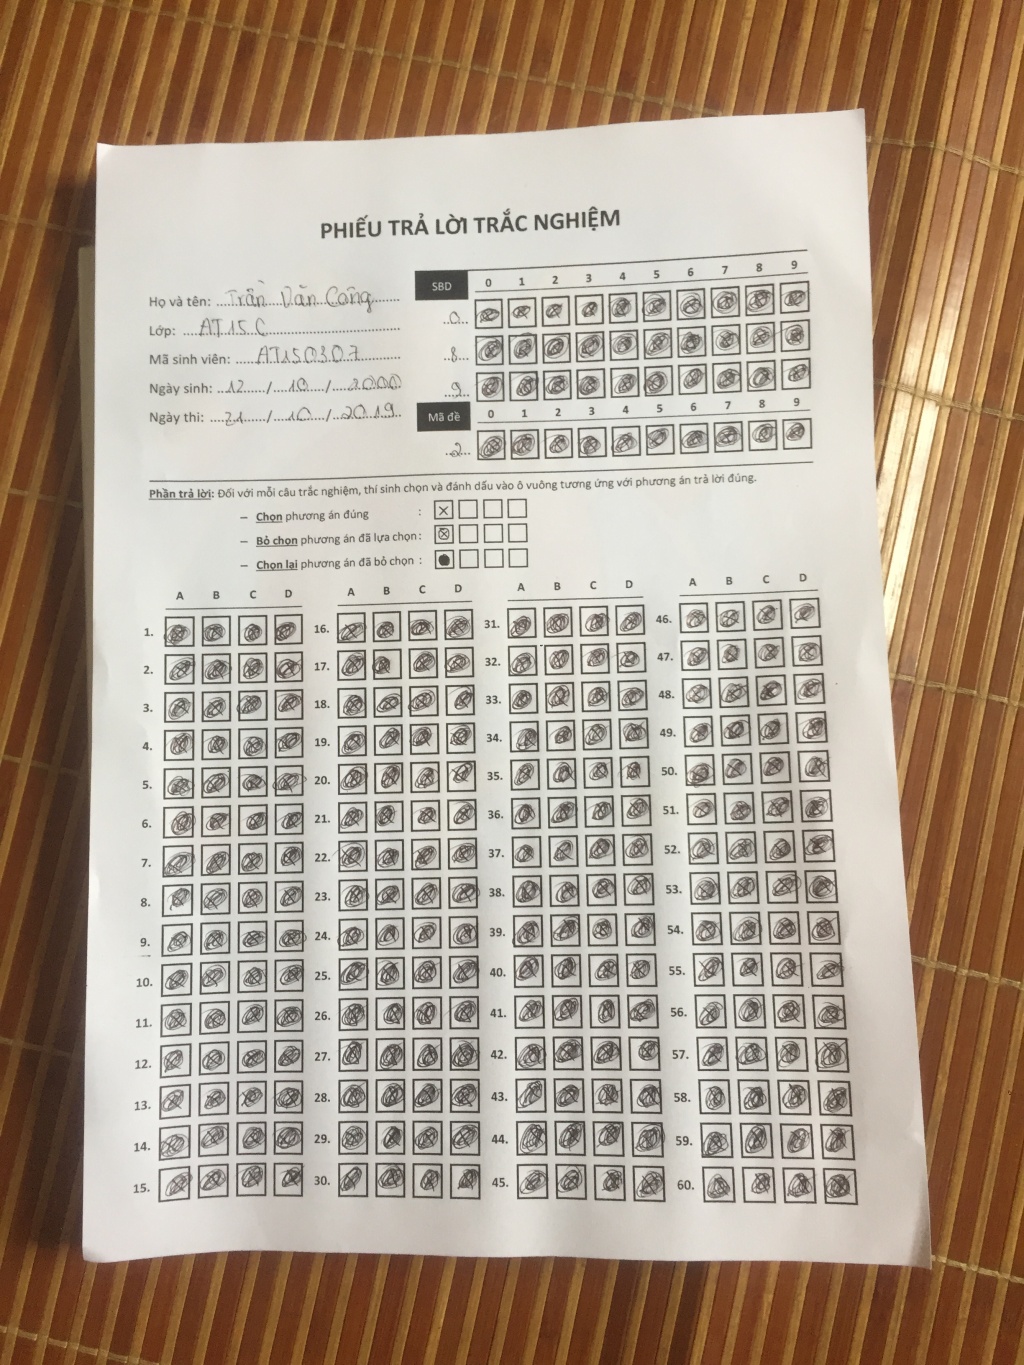 PHIẾU TRẢ LỜI TRẮC NGHIỆM
Họ và tên: Trần Văn Công
Lớp: AT15C
Mã sinh viên: AT150307
Ngày sinh: 12/10/2000
Ngày thi: 21/10/2019
SBD 0 1 2 3 4 5 6 7 8 9
0
8
9
Mã đề 0 1 2 3 4 5 6 7 8 9
2
Phần trả lời: Đối với mỗi câu trắc nghiệm, thí sinh chọn và đánh dấu vào ô vuông tương ứng với phương án trả lời đúng.
– Chọn phương án đúng :
– Bỏ chọn phương án đã lựa chọn :
– Chọn lại phương án đã bỏ chọn :
A B C D A B C D A B C D A B C D
1. 16. 31. 46.
2. 17. 32. 47.
3. 18. 33. 48.
4. 19. 34. 49.
5. 20. 35. 50.
6. 21. 36. 51.
7. 22. 37. 52.
8. 23. 38. 53.
9. 24. 39. 54.
10. 25. 40. 55.
11. 26. 41. 56.
12. 27. 42. 57.
13. 28. 43. 58.
14. 29. 44. 59.
15. 30. 45. 60.